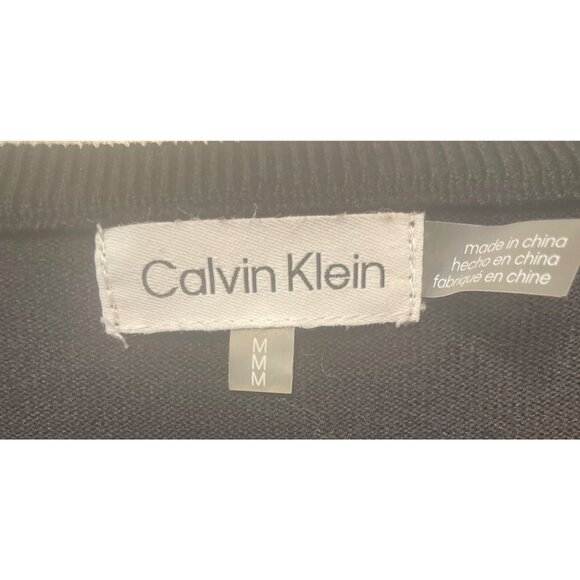 Calvin Klein
made in china
hecho en china
fabriqué en chine
M
M
M